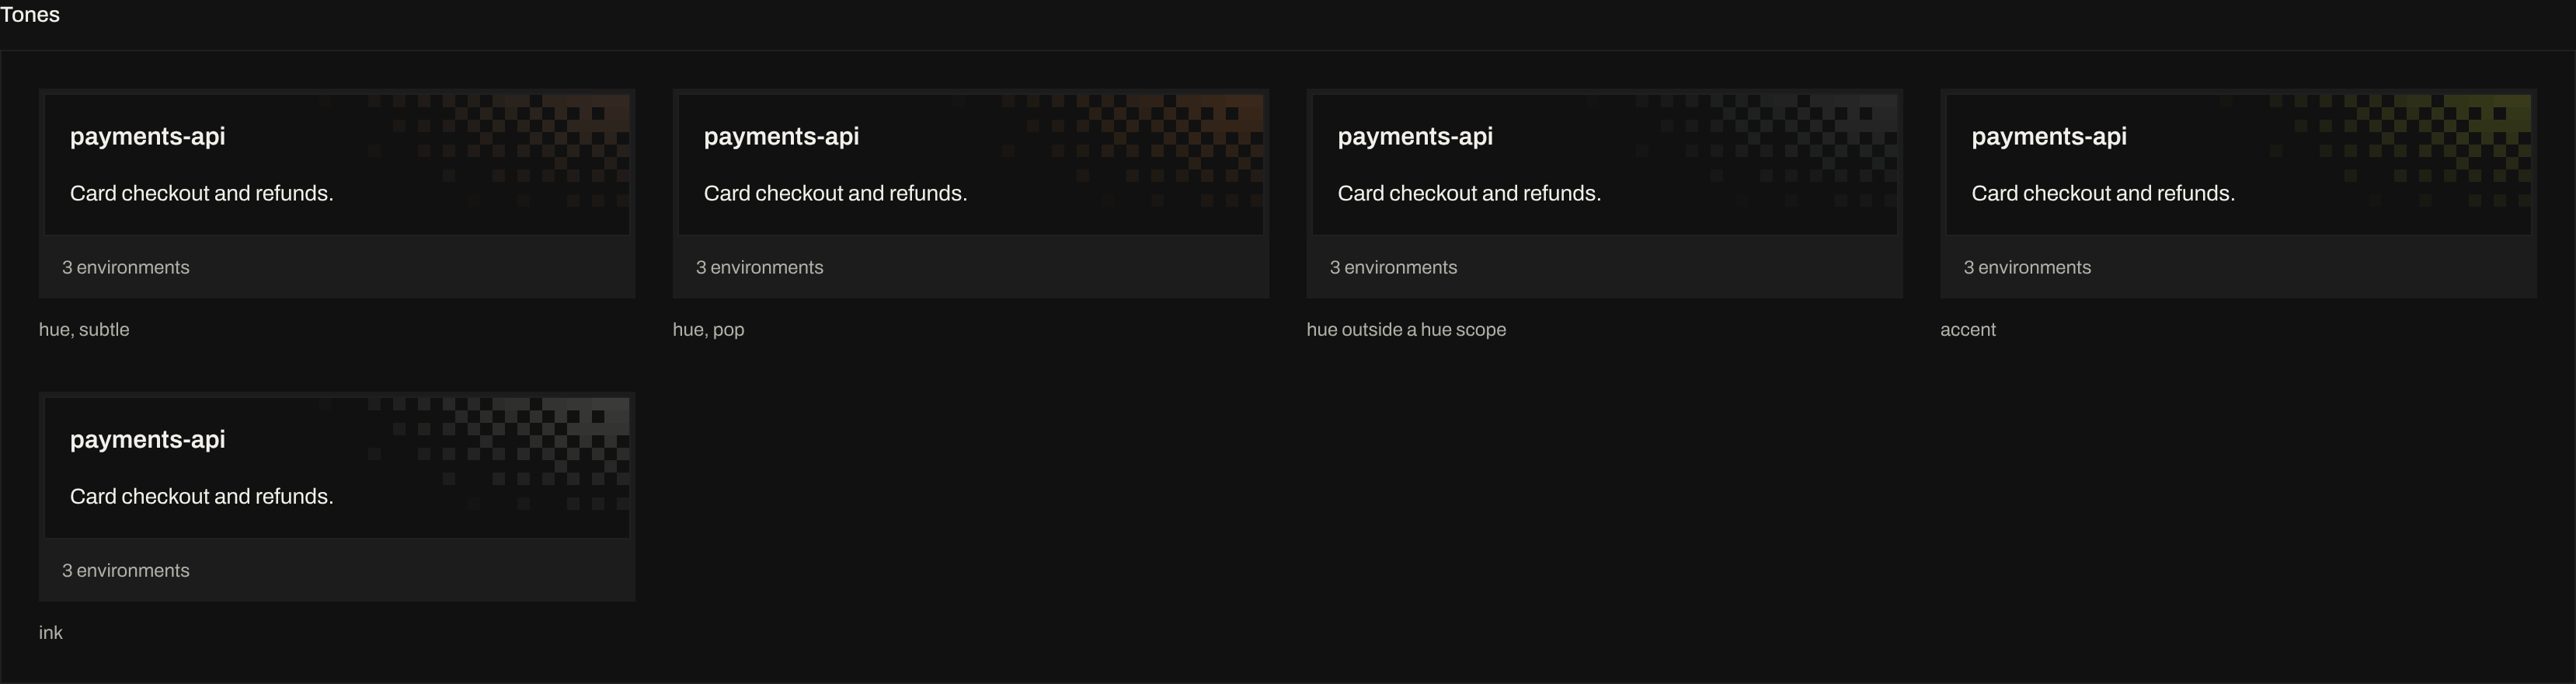 Tones
payments-api
Card checkout and refunds.
3 environments
hue, subtle
payments-api
Card checkout and refunds.
3 environments
hue, pop
payments-api
Card checkout and refunds.
3 environments
hue outside a hue scope
payments-api
Card checkout and refunds.
3 environments
accent
payments-api
Card checkout and refunds.
3 environments
ink